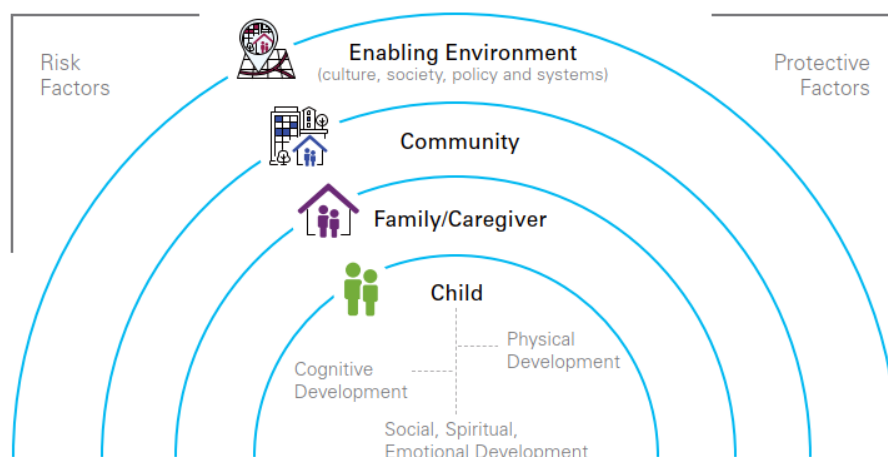 Risk
Factors
Enabling Environment
(culture, society, policy and systems)
Protective
Factors
Community
Family/Caregiver
Child
Physical
Development
Cognitive
Development
Social, Spiritual,
Emotional Development